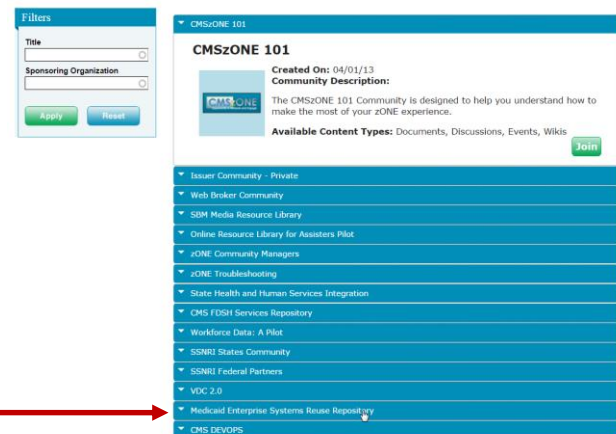 Filters
Title
Sponsoring Organization
Apply
Reset
CMSzONE 101
CMSzONE 101
CMSzONE
Created On: 04/01/13
Community Description:
The CMSzONE 101 Community is designed to help you understand how to
make the most of your zONE experience.
Available Content Types: Documents, Discussions, Events, Wikis
Join
Issuer Community - Private
Web Broker Community
SBM Media Resource Library
Online Resource Library for Assisters Pilot
zONE Community Managers
zONE Troubleshooting
State Health and Human Services Integration
CMS FDSH Services Repository
Workforce Data: A Pilot
SSNRI States Community
SSNRI Federal Partners
VDC 2.0
Medicaid Enterprise Systems Reuse Repository
CMS DEVOPS